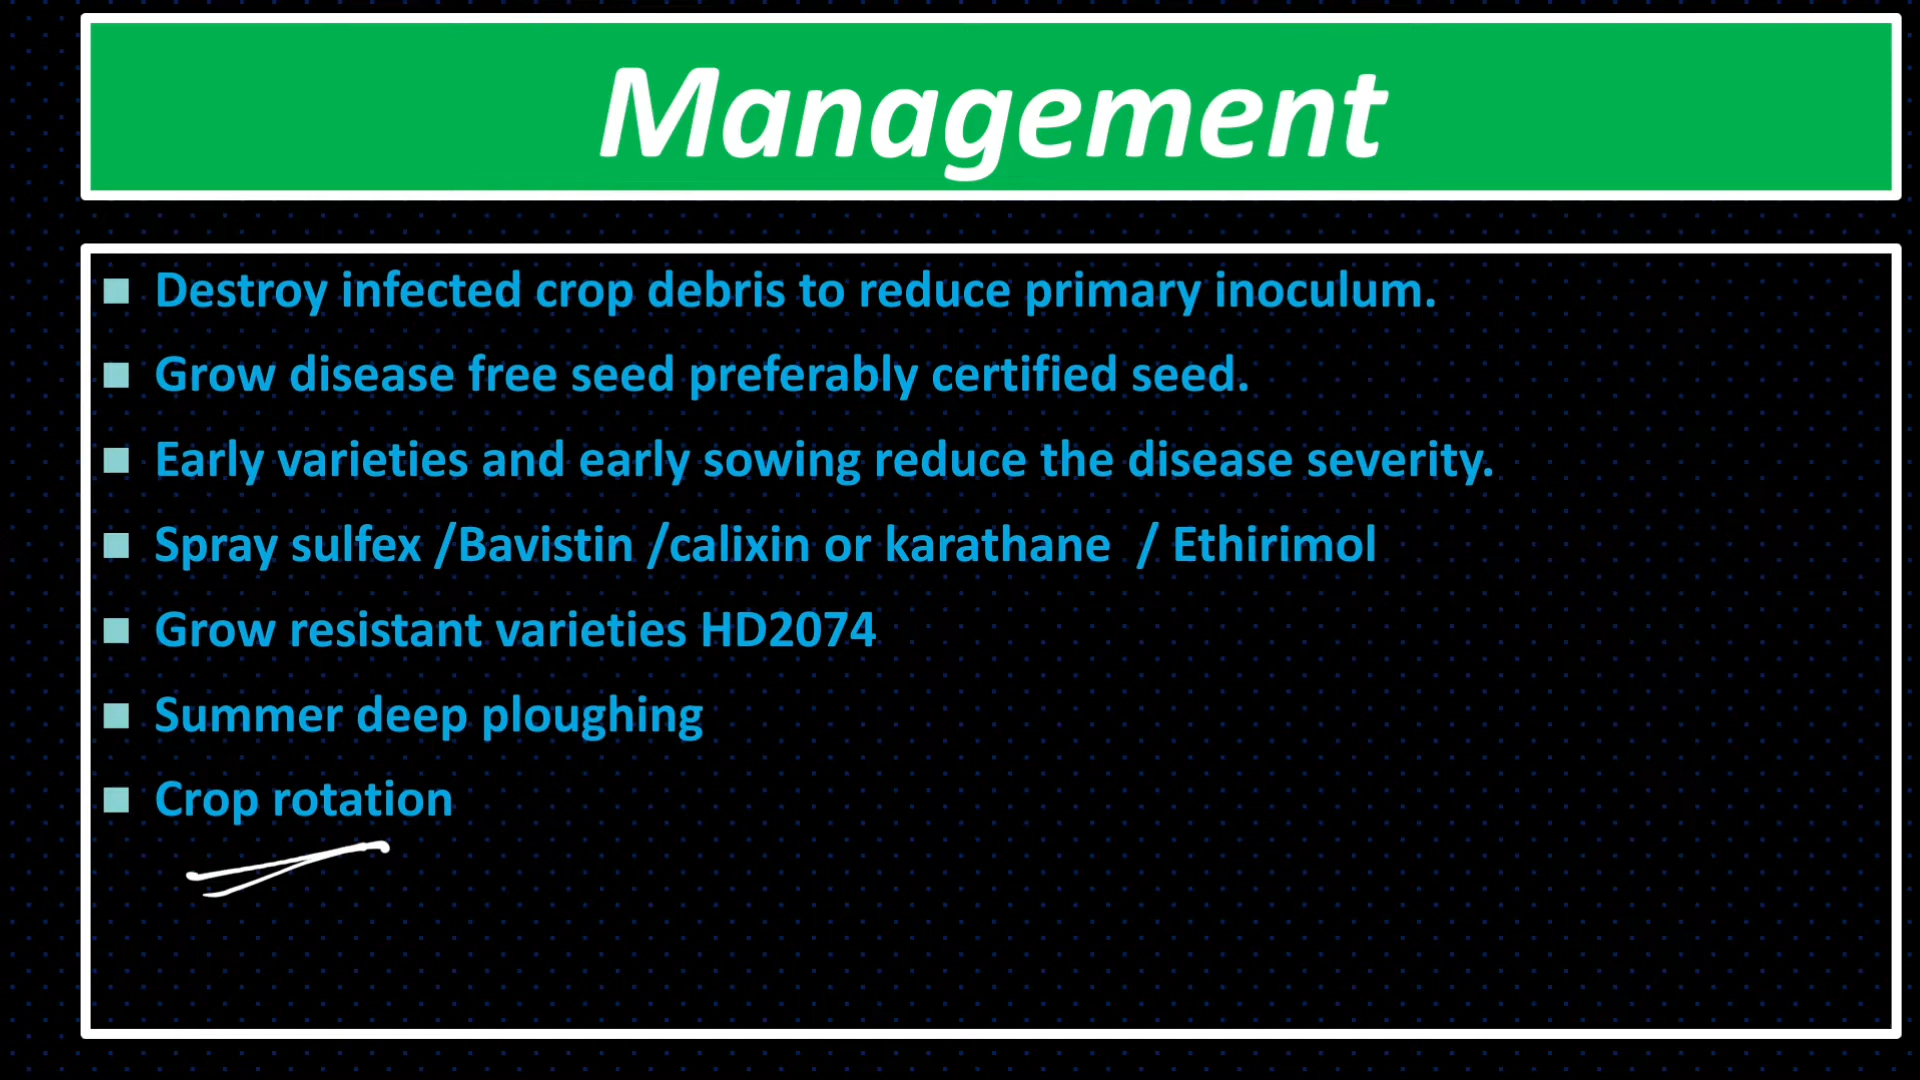 Management
Destroy infected crop debris to reduce primary inoculum.
Grow disease free seed preferably certified seed.
Early varieties and early sowing reduce the disease severity.
Spray sulfex /Bavistin /calixin or karathane / Ethirimol
Grow resistant varieties HD2074
Summer deep ploughing
Crop rotation